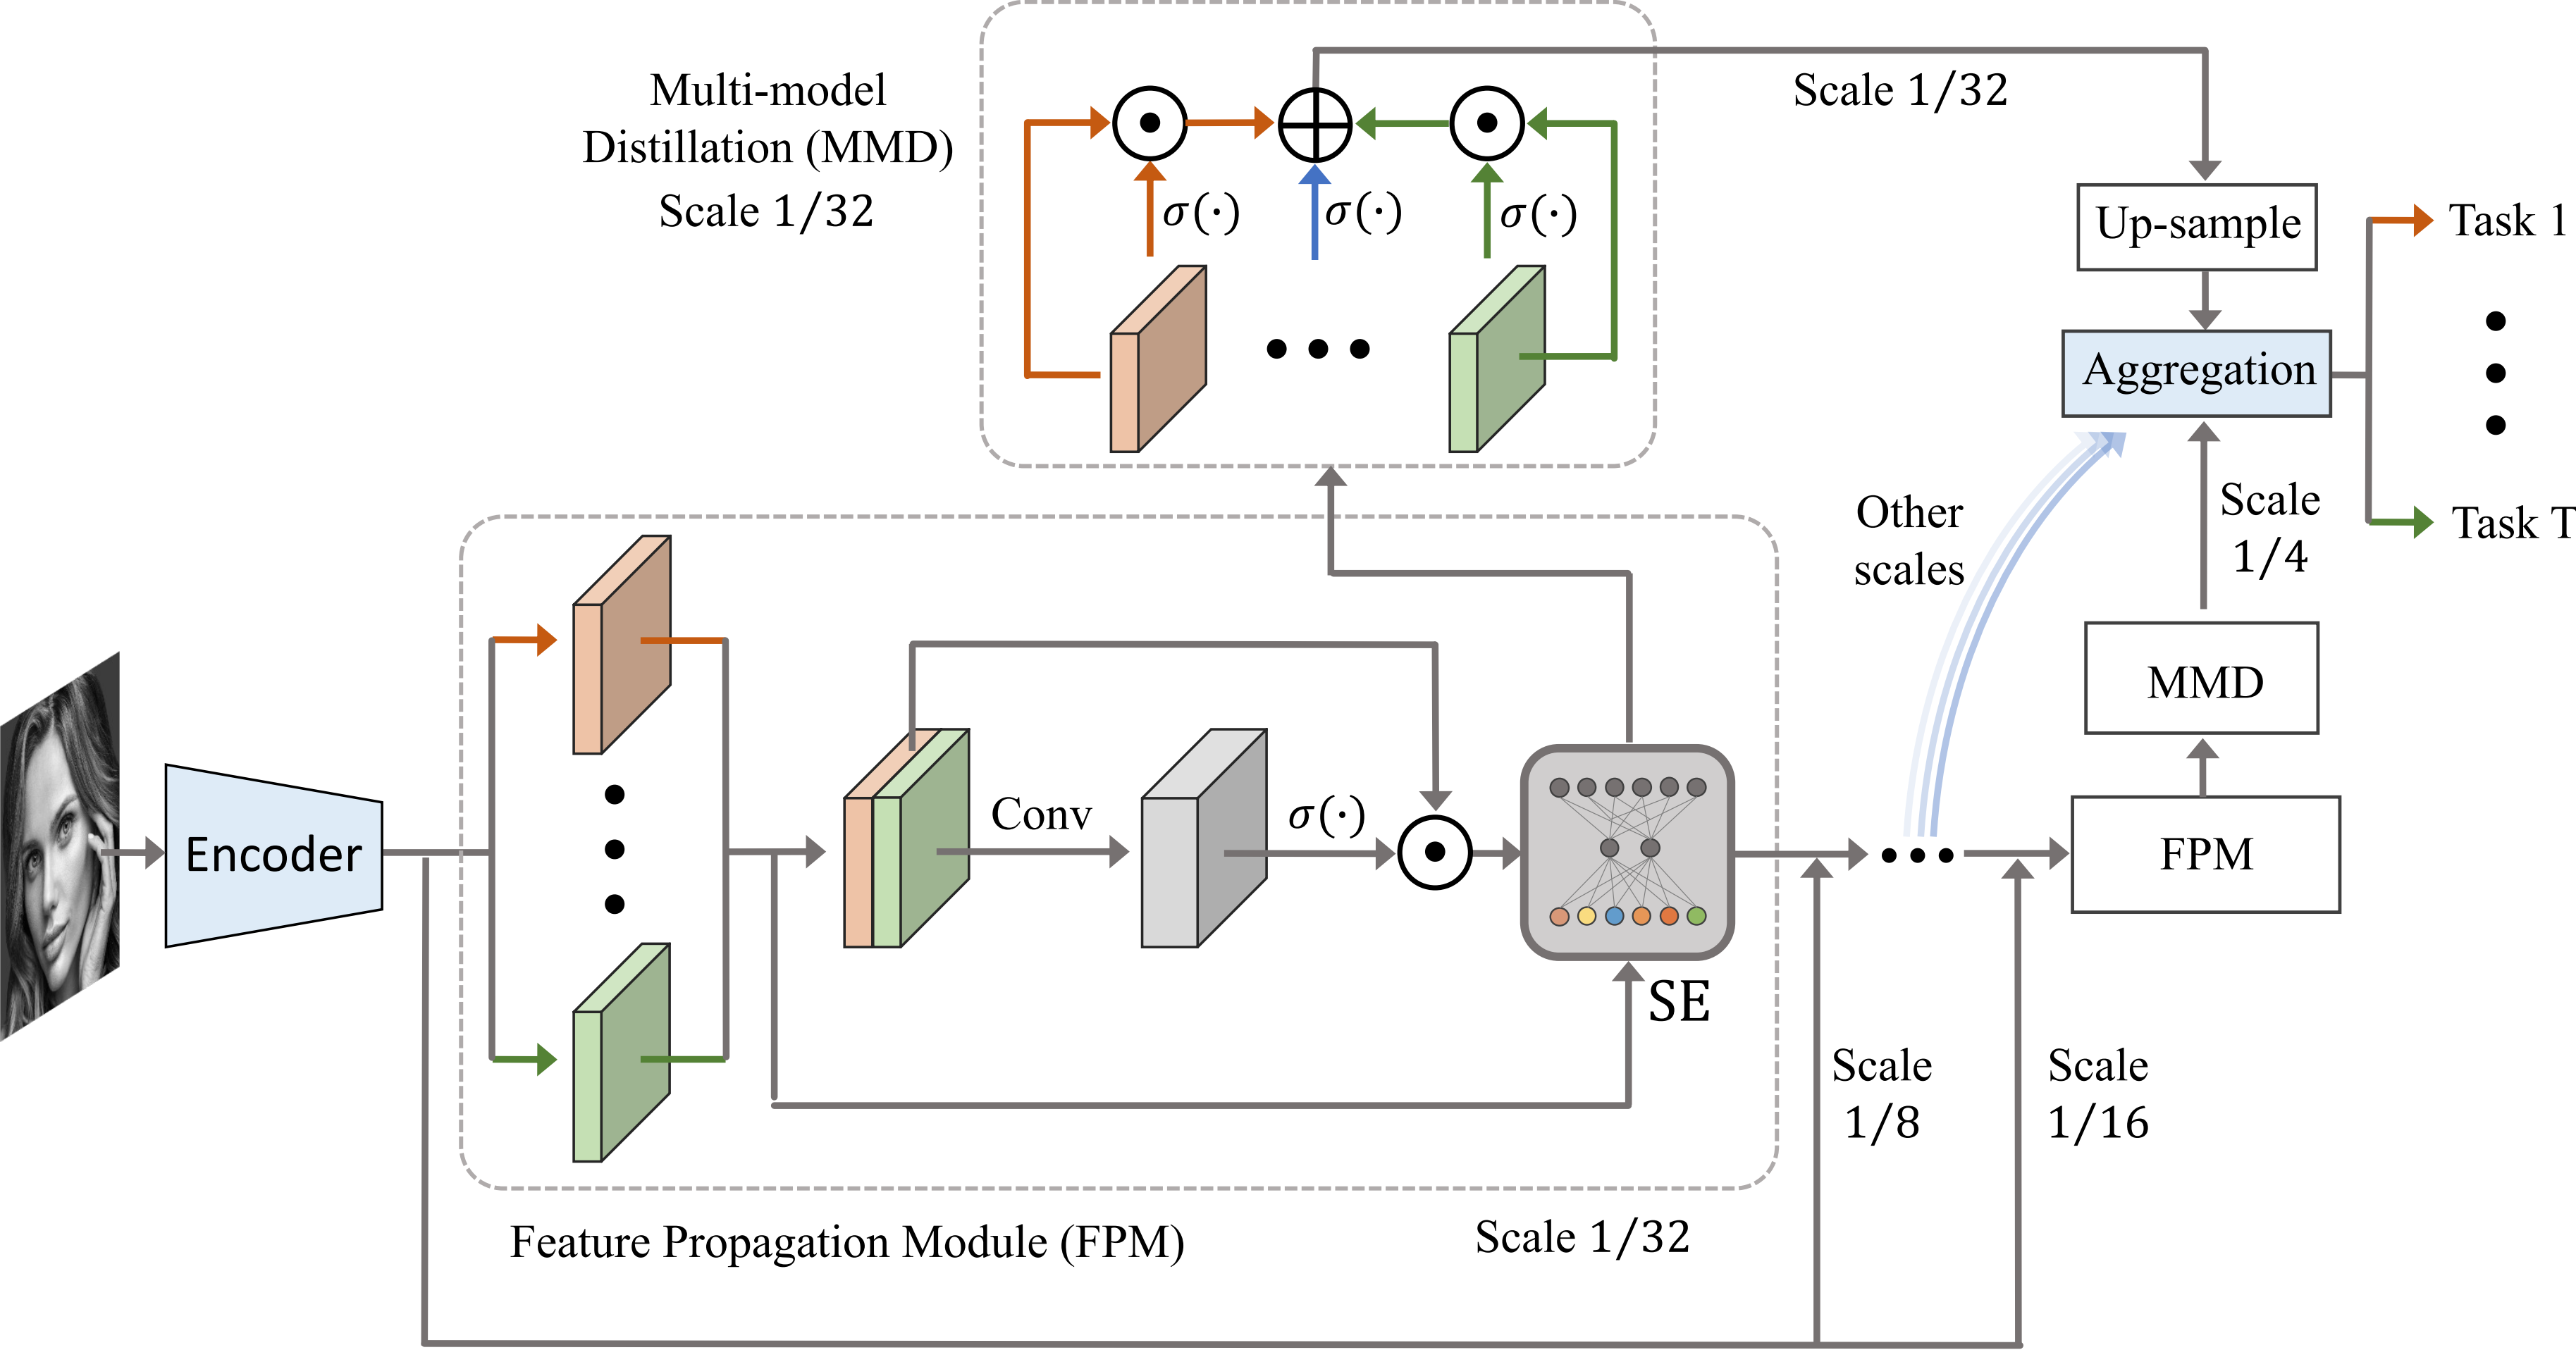 Multi-model
Distillation (MMD)
Scale 1/32
σ(·)
σ(·)
σ(·)
Scale 1/32
Up-sample
Aggregation
Task 1
Task T
Other
scales
Scale
1/4
MMD
FPM
Encoder
Conv
σ(·)
SE
Scale
1/8
Scale
1/16
Feature Propagation Module (FPM)
Scale 1/32